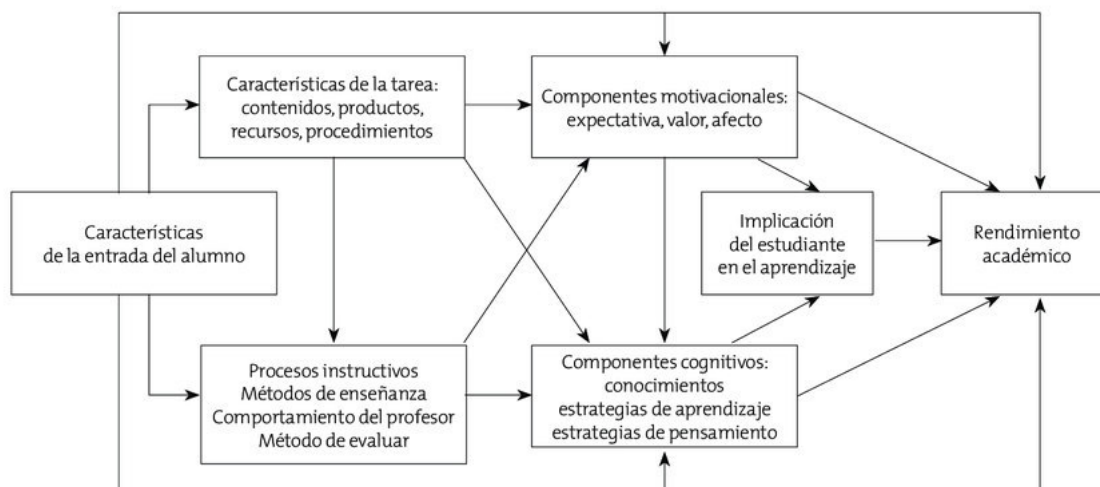 Características de la tarea:
contenidos, productos,
recursos, procedimientos
Componentes motivacionales:
expectativa, valor, afecto
Características
de la entrada del alumno
Implicación
del estudiante
en el aprendizaje
Rendimiento
académico
Procesos instructivos
Métodos de enseñanza
Comportamiento del profesor
Método de evaluar
Componentes cognitivos:
conocimientos
estrategias de aprendizaje
estrategias de pensamiento